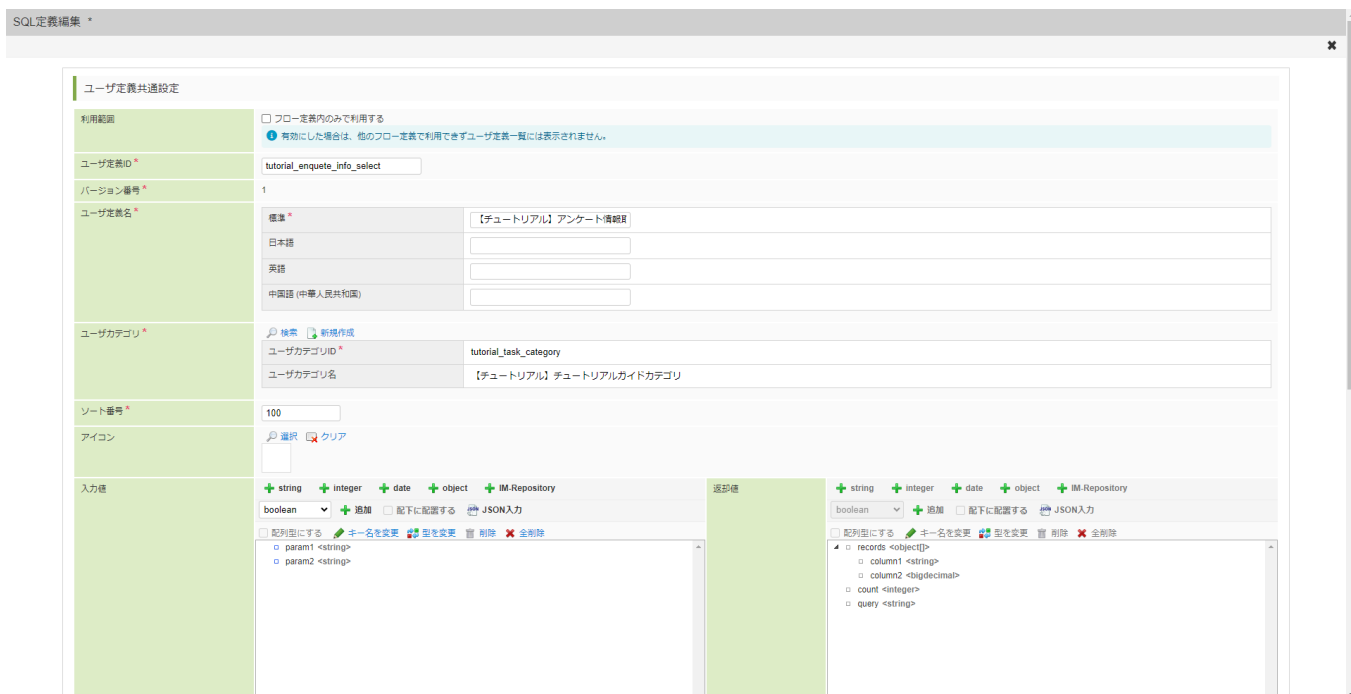 SQL定義編集 *
ユーザ定義共通設定
利用範囲
フロー定義内のみで利用する
有効にした場合は、他のフロー定義で利用できずユーザ定義一覧には表示されません。
ユーザ定義ID *
tutorial_enquete_info_select
バージョン番号 *
1
ユーザ定義名 *
標準 *
【チュートリアル】アンケート情報取
日本語
英語
中国語 (中華人民共和国)
ユーザカテゴリ *
検索 新規作成
ユーザカテゴリID *
tutorial_task_category
ユーザカテゴリ名
【チュートリアル】チュートリアルガイドカテゴリ
ソート番号 *
100
アイコン
選択 クリア
入力値
string integer date object IM-Repository
boolean 追加 配下に配置する JSON入力
配列型にする キー名を変更 型を変更 削除 全削除
param1 <string>
param2 <string>
返却値
string integer date object IM-Repository
boolean 追加 配下に配置する JSON入力
配列型にする キー名を変更 型を変更 削除 全削除
records <object[]>
column1 <string>
column2 <bigdecimal>
count <integer>
query <string>